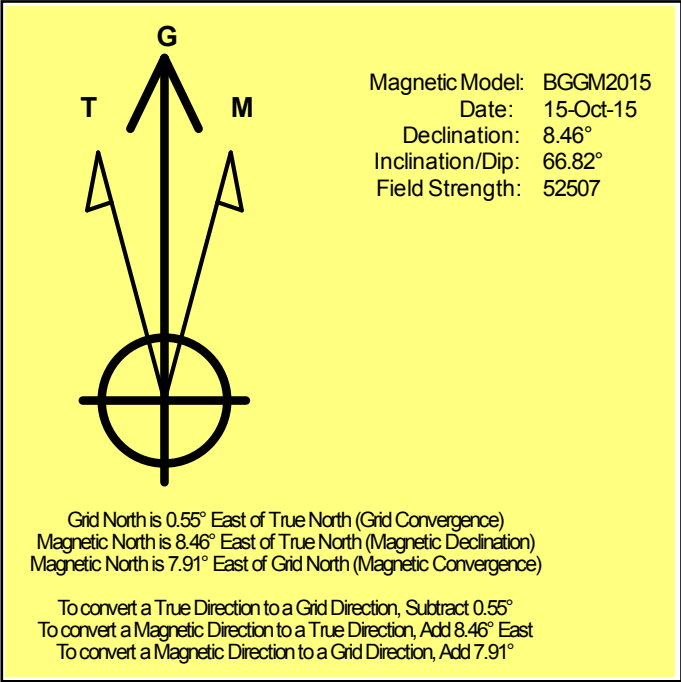 G
T M
Magnetic Model: BGGM2015
Date: 15-Oct-15
Declination: 8.46°
Inclination/Dip: 66.82°
Field Strength: 52507
Grid North is 0.55° East of True North (Grid Convergence)
Magnetic North is 8.46° East of True North (Magnetic Declination)
Magnetic North is 7.91° East of Grid North (Magnetic Convergence)
To convert a True Direction to a Grid Direction, Subtract 0.55°
To convert a Magnetic Direction to a True Direction, Add 8.46° East
To convert a Magnetic Direction to a Grid Direction, Add 7.91°